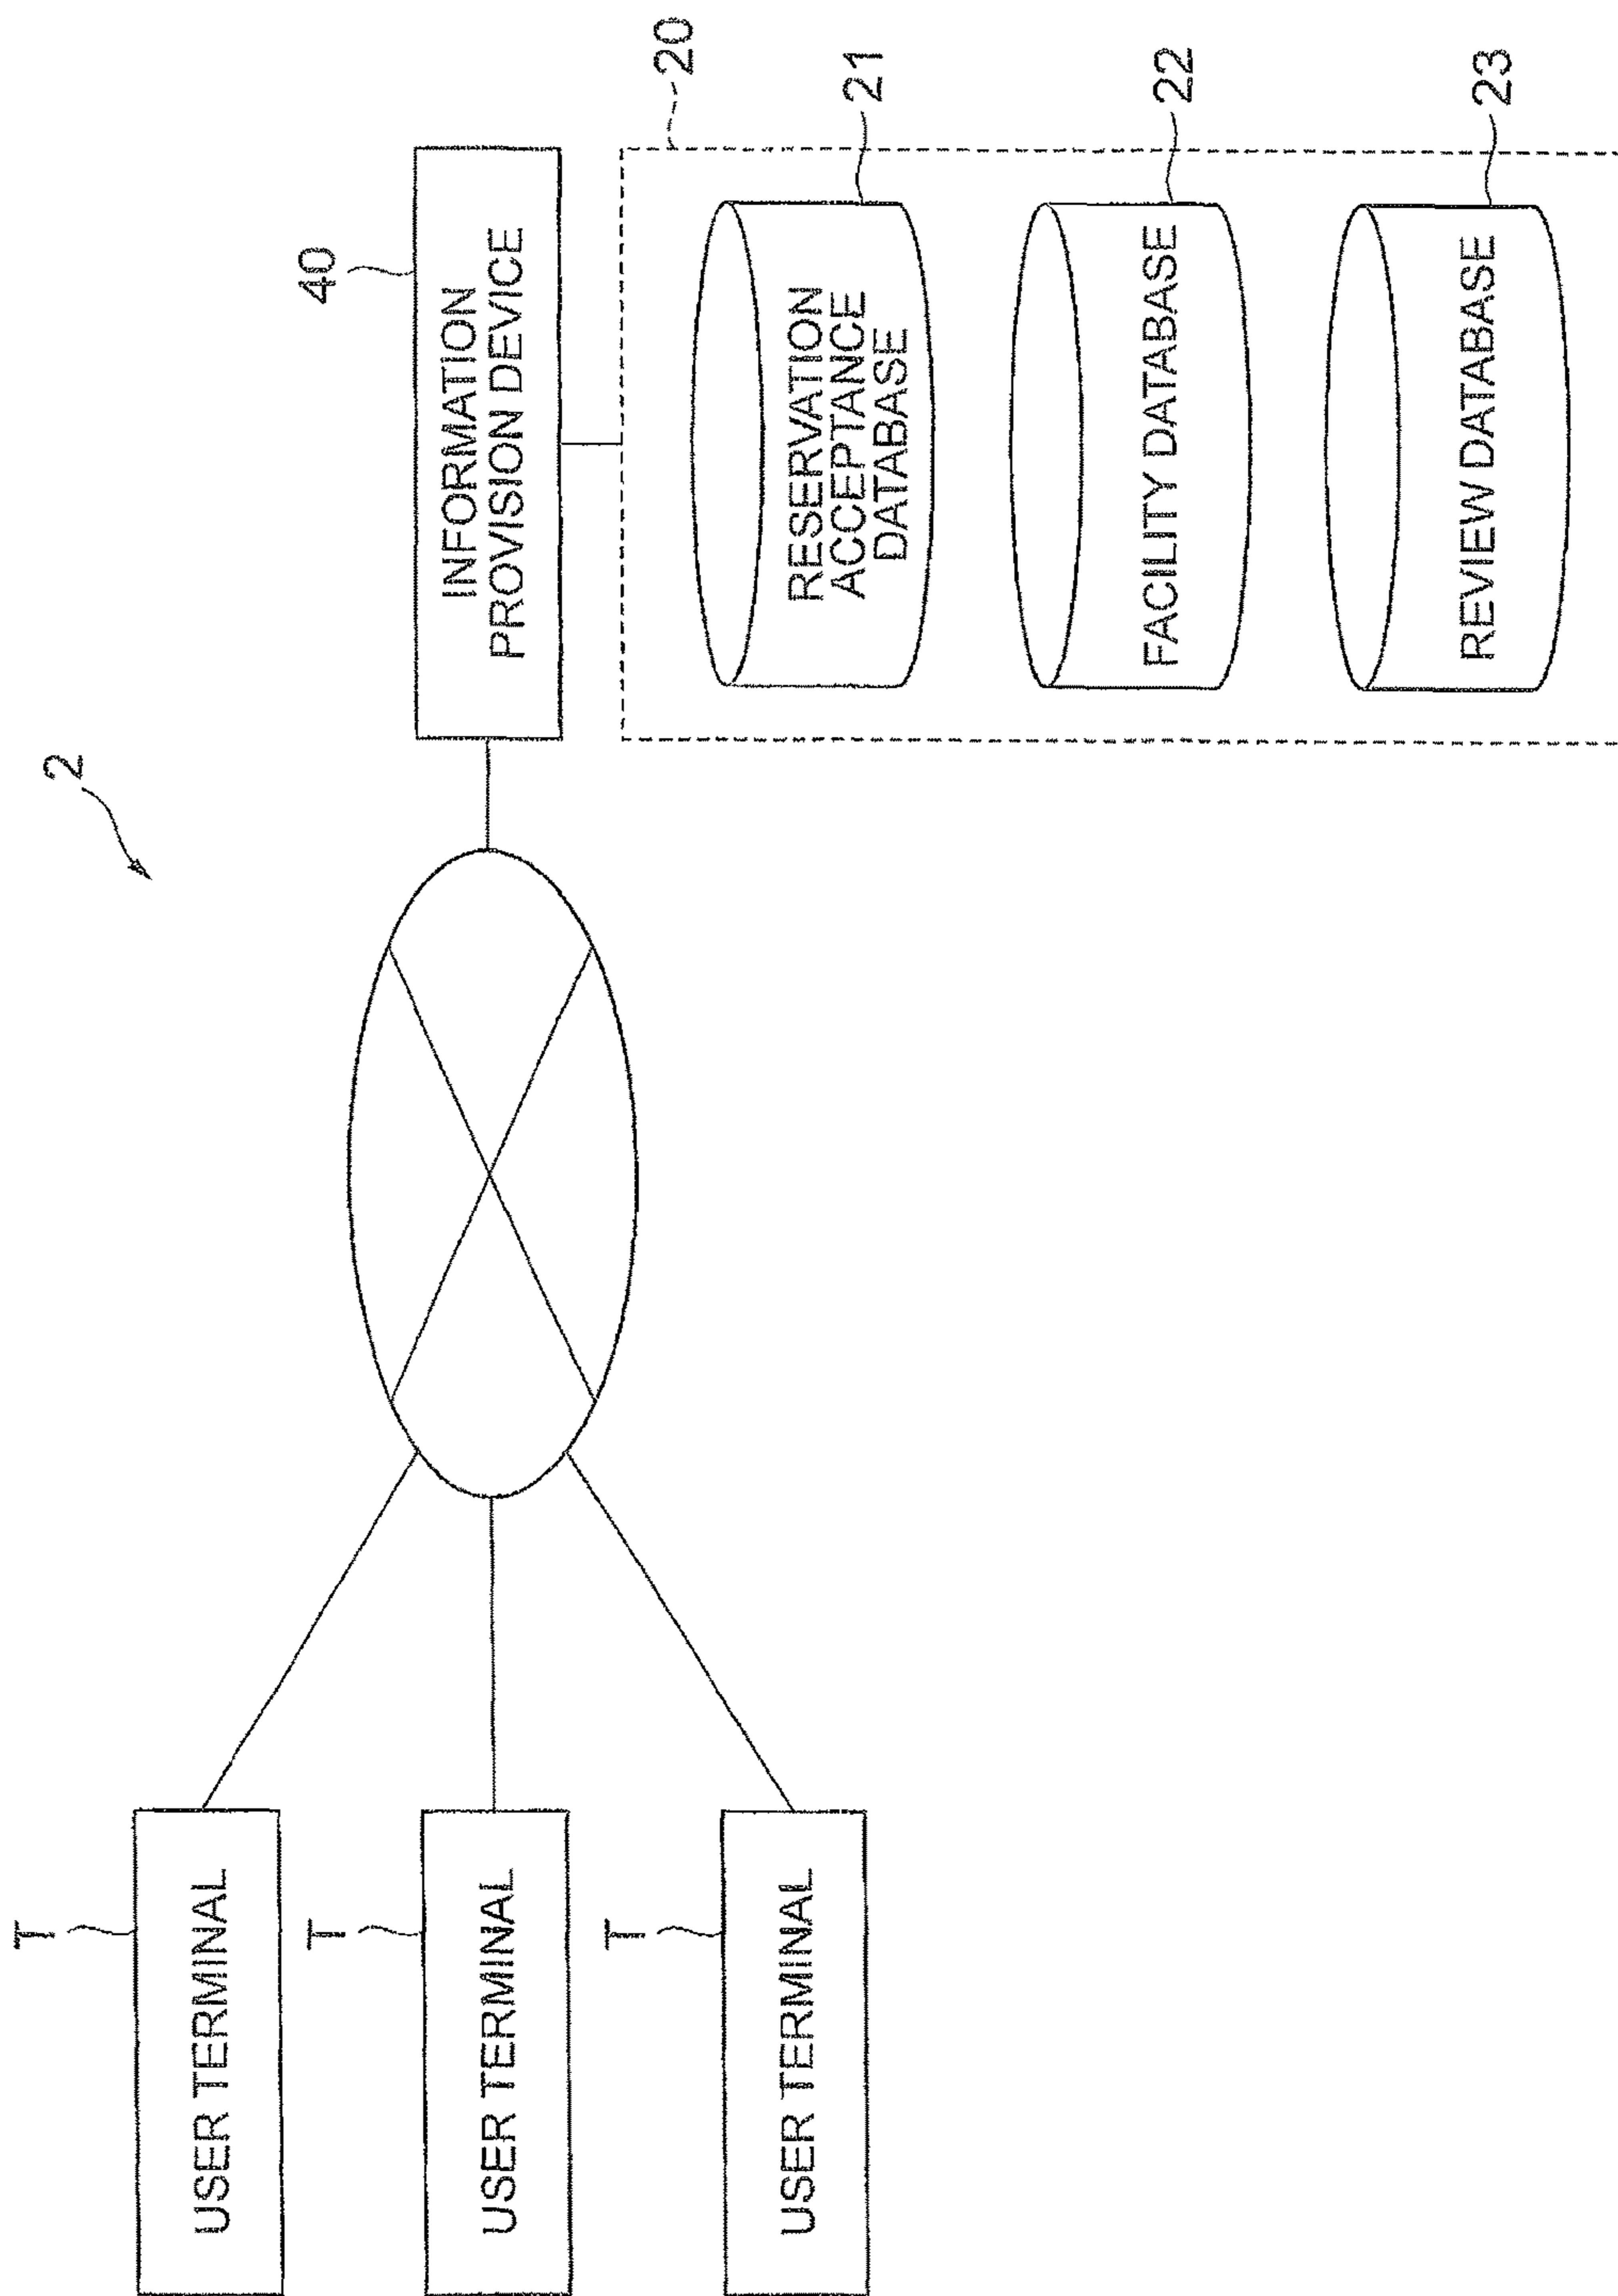 2
T
USER TERMINAL
T
USER TERMINAL
T
USER TERMINAL
40
INFORMATION
PROVISION DEVICE
20
RESERVATION
ACCEPTANCE
DATABASE
21
FACILITY DATABASE
22
REVIEW DATABASE
23